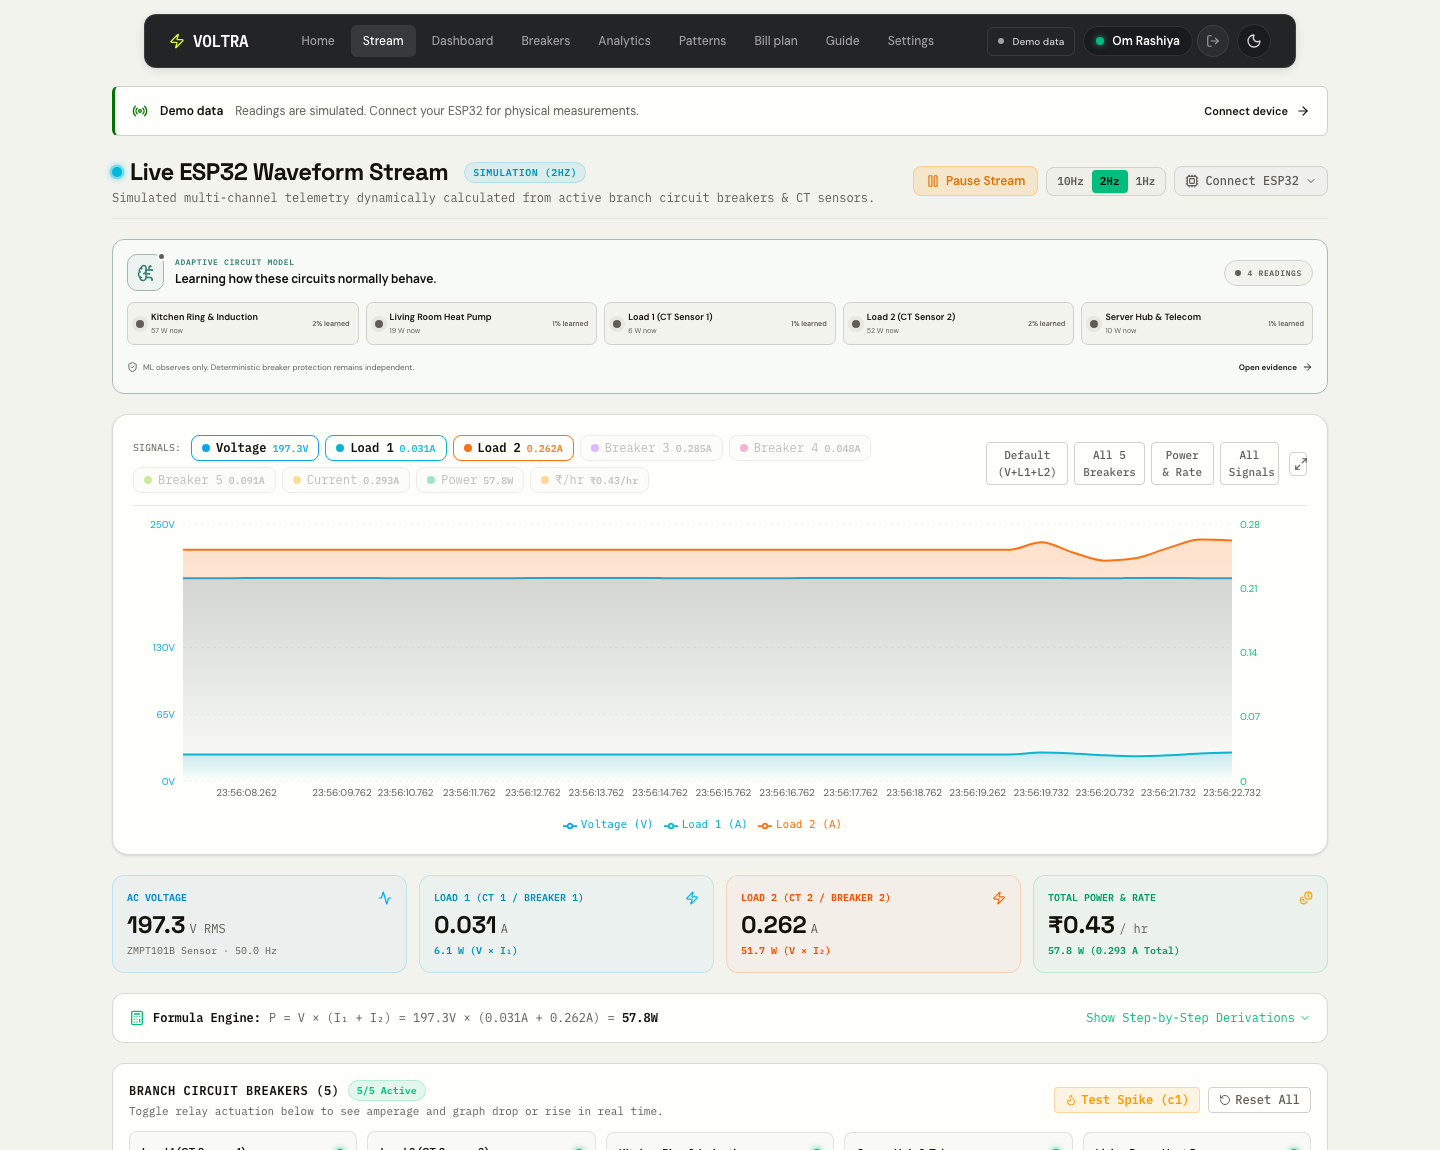 VOLTRA
Home Stream Dashboard Breakers Analytics Patterns Bill plan Guide Settings
Demo data
Om Rashiya
Demo data Readings are simulated. Connect your ESP32 for physical measurements. Connect device
Live ESP32 Waveform Stream SIMULATION (2HZ)
Simulated multi-channel telemetry dynamically calculated from active branch circuit breakers & CT sensors.
Pause Stream 10Hz 2Hz 1Hz Connect ESP32
ADAPTIVE CIRCUIT MODEL
Learning how these circuits normally behave.
4 READINGS
Kitchen Ring & Induction
57 W now
2% learned
Living Room Heat Pump
19 W now
1% learned
Load 1 (CT Sensor 1)
6 W now
1% learned
Load 2 (CT Sensor 2)
52 W now
2% learned
Server Hub & Telecom
10 W now
1% learned
ML observes only. Deterministic breaker protection remains independent.
Open evidence
SIGNALS: Voltage 197.3V Load 1 0.031A Load 2 0.262A Breaker 3 0.285A Breaker 4 0.048A
Breaker 5 0.091A Current 0.293A Power 57.8W ₹/hr ₹0.43/hr
Default
(V+L1+L2)
All 5
Breakers
Power
& Rate
All
Signals
250V
130V
65V
0V
0.28
0.21
0.14
0.07
0
23:56:08.262 23:56:09.762 23:56:10.762 23:56:11.762 23:56:12.762 23:56:13.762 23:56:14.762 23:56:15.762 23:56:16.762 23:56:17.762 23:56:18.762 23:56:19.262 23:56:19.732 23:56:20.732 23:56:21.732 23:56:22.732
Voltage (V) Load 1 (A) Load 2 (A)
AC VOLTAGE
197.3 V RMS
ZMPT101B Sensor · 50.0 Hz
LOAD 1 (CT 1 / BREAKER 1)
0.031 A
6.1 W (V × I₁)
LOAD 2 (CT 2 / BREAKER 2)
0.262 A
51.7 W (V × I₂)
TOTAL POWER & RATE
₹0.43 / hr
57.8 W (0.293 A Total)
Formula Engine: P = V × (I₁ + I₂) = 197.3V × (0.031A + 0.262A) = 57.8W
Show Step-by-Step Derivations
BRANCH CIRCUIT BREAKERS (5) 5/5 Active
Toggle relay actuation below to see amperage and graph drop or rise in real time.
Test Spike (c1) Reset All